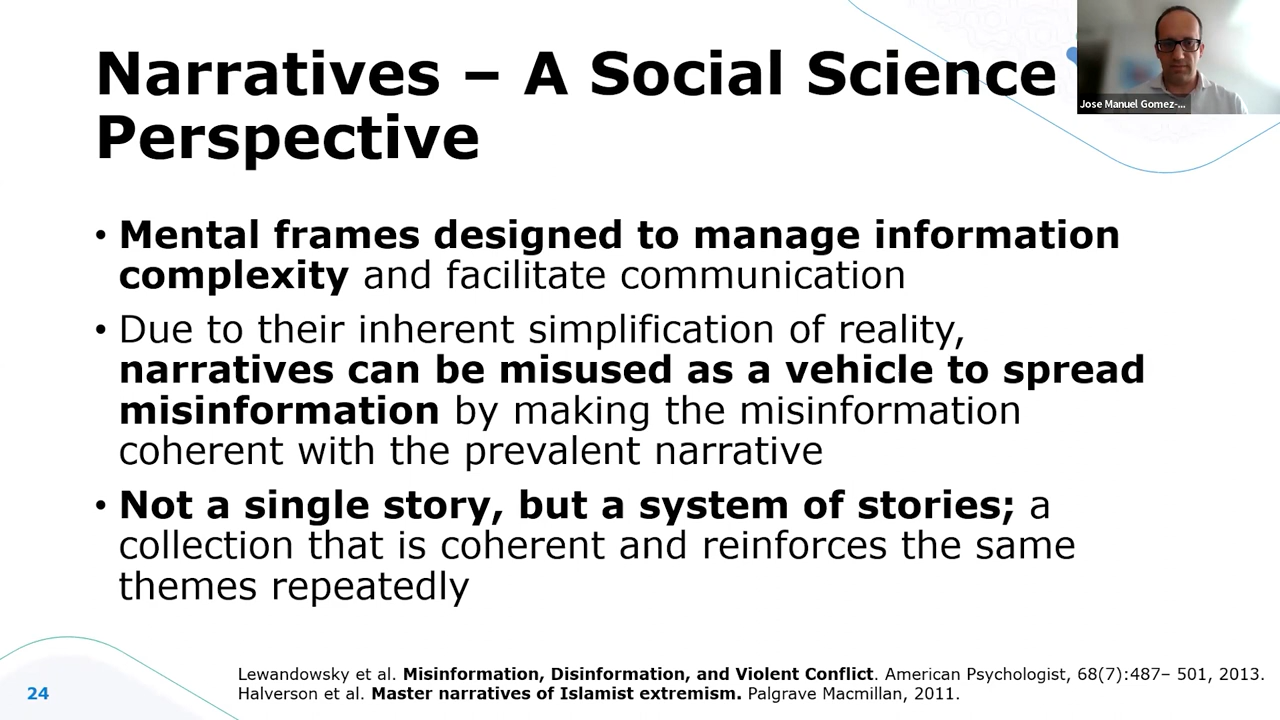 Narratives – A Social Science
Perspective
Jose Manuel Gomez-...
• Mental frames designed to manage information
complexity and facilitate communication
• Due to their inherent simplification of reality,
narratives can be misused as a vehicle to spread
misinformation by making the misinformation
coherent with the prevalent narrative
• Not a single story, but a system of stories; a
collection that is coherent and reinforces the same
themes repeatedly
Lewandowsky et al. Misinformation, Disinformation, and Violent Conflict. American Psychologist, 68(7):487– 501, 2013.
Halverson et al. Master narratives of Islamist extremism. Palgrave Macmillan, 2011.
24